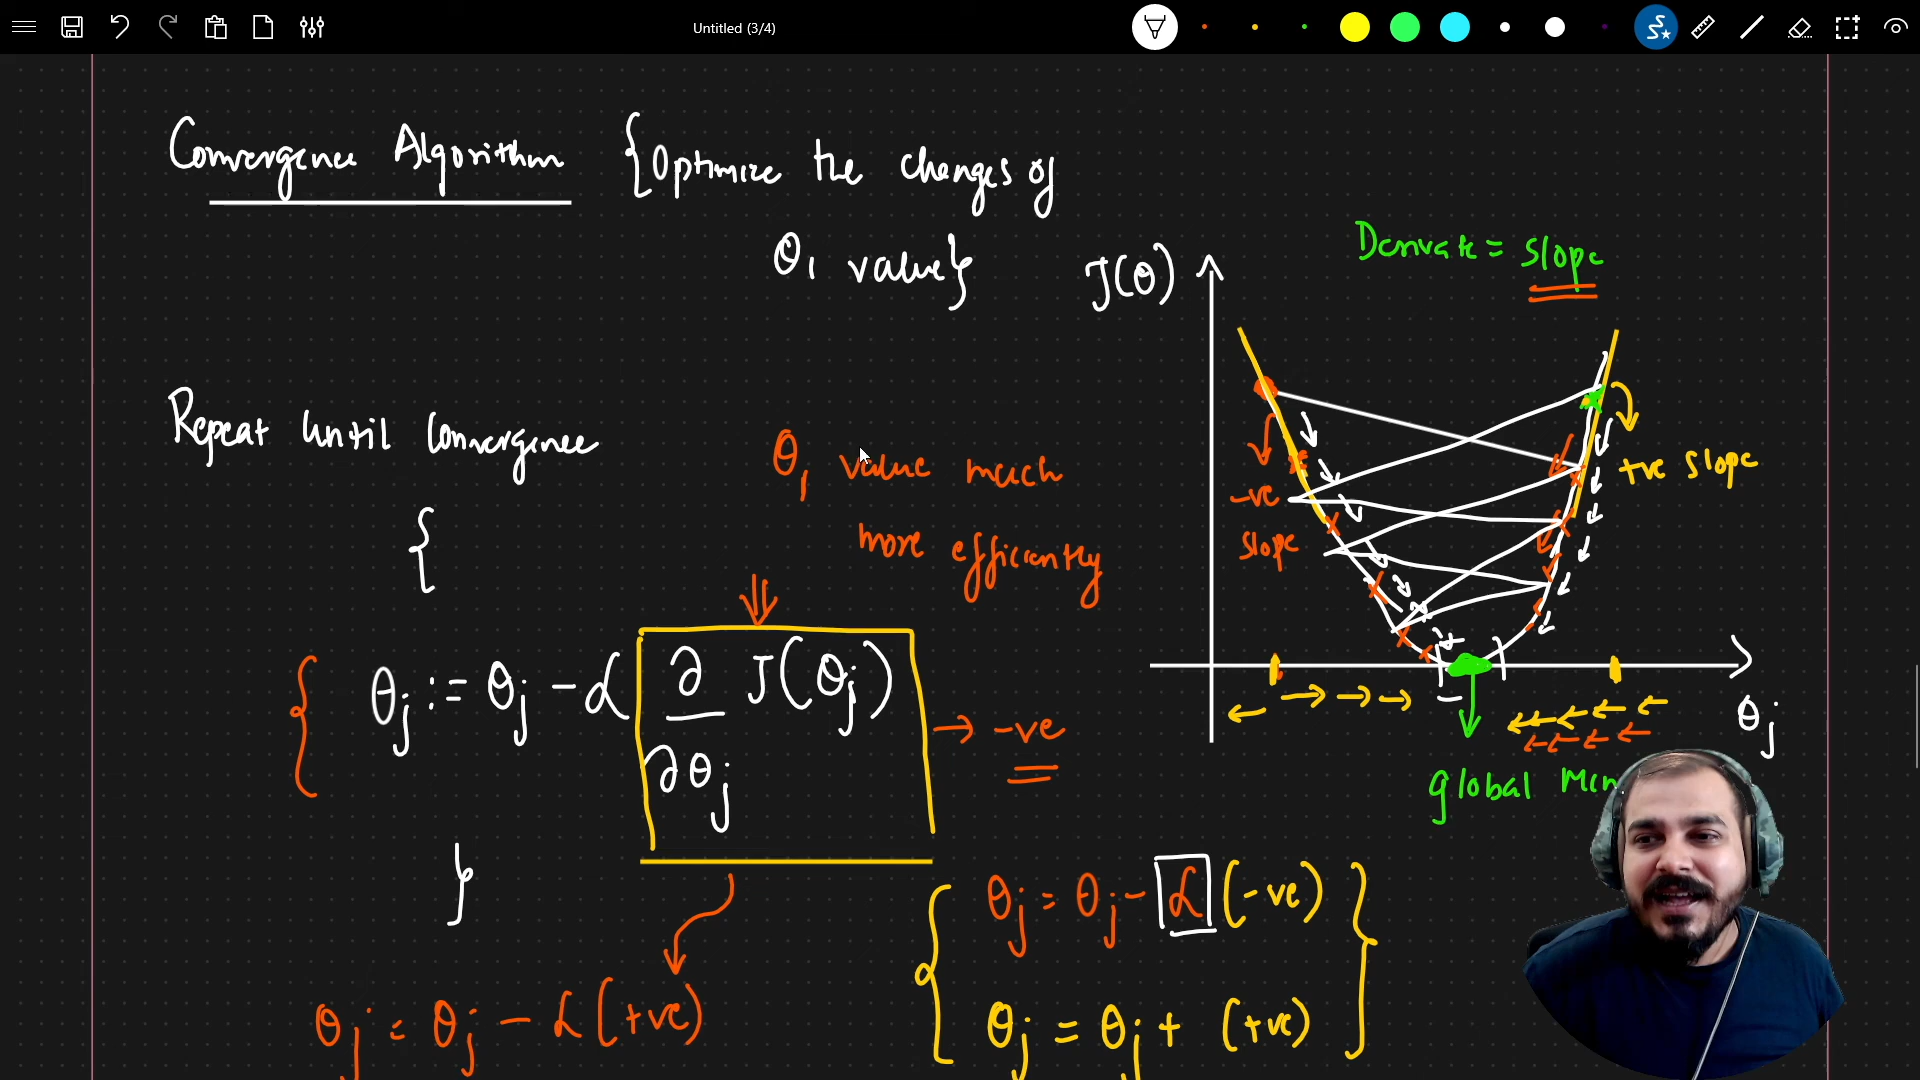 Untitled (3/4)
Convergence Algorithm { Optimize the changes of
θ1 value }
J(θ)
Derivate = slope
Repeat until convergence
θ1 value much
more efficiently
-ve
slope
+ve slope
{
θj := θj - α ∂/∂θj J(θj)
→ -ve
}
θj
global Min
θj = θj - α (-ve)
θj = θj - α (+ve)
θj = θj + (+ve)